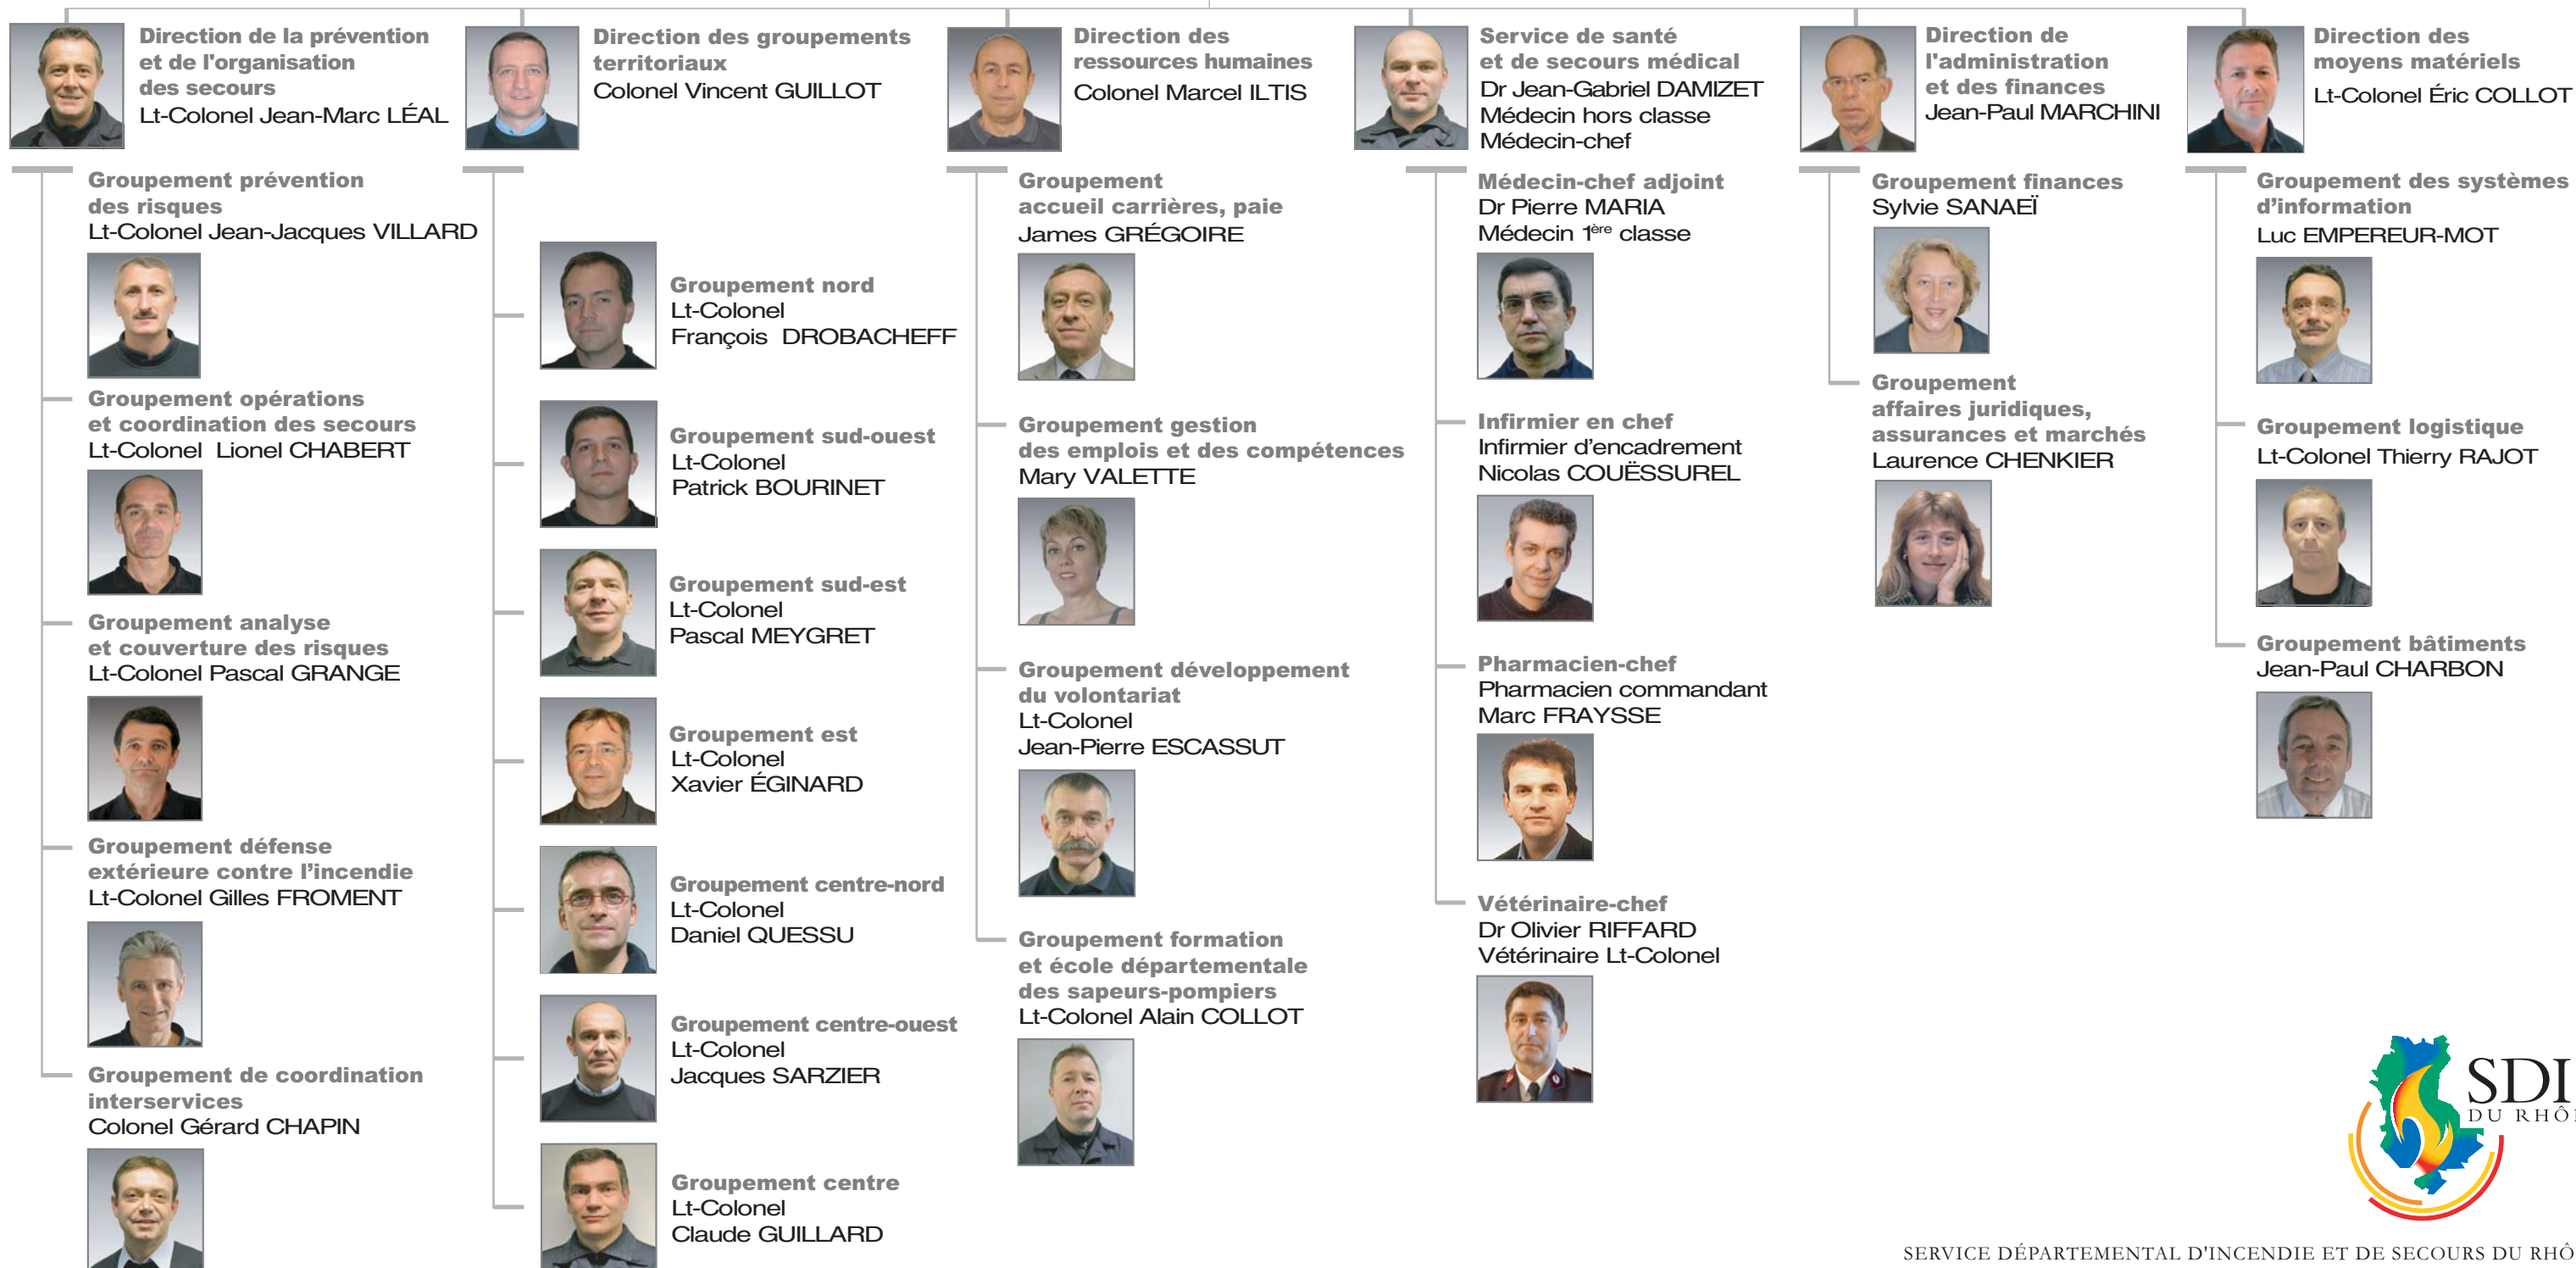 Direction de la prévention
et de l'organisation
des secours
Lt-Colonel Jean-Marc LÉAL
Groupement prévention
des risques
Lt-Colonel Jean-Jacques VILLARD
Groupement opérations
et coordination des secours
Lt-Colonel Lionel CHABERT
Groupement analyse
et couverture des risques
Lt-Colonel Pascal GRANGE
Groupement défense
extérieure contre l’incendie
Lt-Colonel Gilles FROMENT
Groupement de coordination
interservices
Colonel Gérard CHAPIN
Direction des groupements
territoriaux
Colonel Vincent GUILLOT
Groupement nord
Lt-Colonel
François DROBACHEFF
Groupement sud-ouest
Lt-Colonel
Patrick BOURINET
Groupement sud-est
Lt-Colonel
Pascal MEYGRET
Groupement est
Lt-Colonel
Xavier ÉGINARD
Groupement centre-nord
Lt-Colonel
Daniel QUESSU
Groupement centre-ouest
Lt-Colonel
Jacques SARZIER
Groupement centre
Lt-Colonel
Claude GUILLARD
Direction des
ressources humaines
Colonel Marcel ILTIS
Groupement
accueil carrières, paie
James GRÉGOIRE
Groupement gestion
des emplois et des compétences
Mary VALETTE
Groupement développement
du volontariat
Lt-Colonel
Jean-Pierre ESCASSUT
Groupement formation
et école départementale
des sapeurs-pompiers
Lt-Colonel Alain COLLOT
Service de santé
et de secours médical
Dr Jean-Gabriel DAMIZET
Médecin hors classe
Médecin-chef
Médecin-chef adjoint
Dr Pierre MARIA
Médecin 1ère classe
Infirmier en chef
Infirmier d’encadrement
Nicolas COUËSSUREL
Pharmacien-chef
Pharmacien commandant
Marc FRAYSSE
Vétérinaire-chef
Dr Olivier RIFFARD
Vétérinaire Lt-Colonel
Direction de
l'administration
et des finances
Jean-Paul MARCHINI
Groupement finances
Sylvie SANAEÏ
Groupement
affaires juridiques,
assurances et marchés
Laurence CHENKIER
Direction des
moyens matériels
Lt-Colonel Éric COLLOT
Groupement des systèmes
d’information
Luc EMPEREUR-MOT
Groupement logistique
Lt-Colonel Thierry RAJOT
Groupement bâtiments
Jean-Paul CHARBON
SDI
DU RHÔ
SERVICE DÉPARTEMENTAL D'INCENDIE ET DE SECOURS DU RHÔ